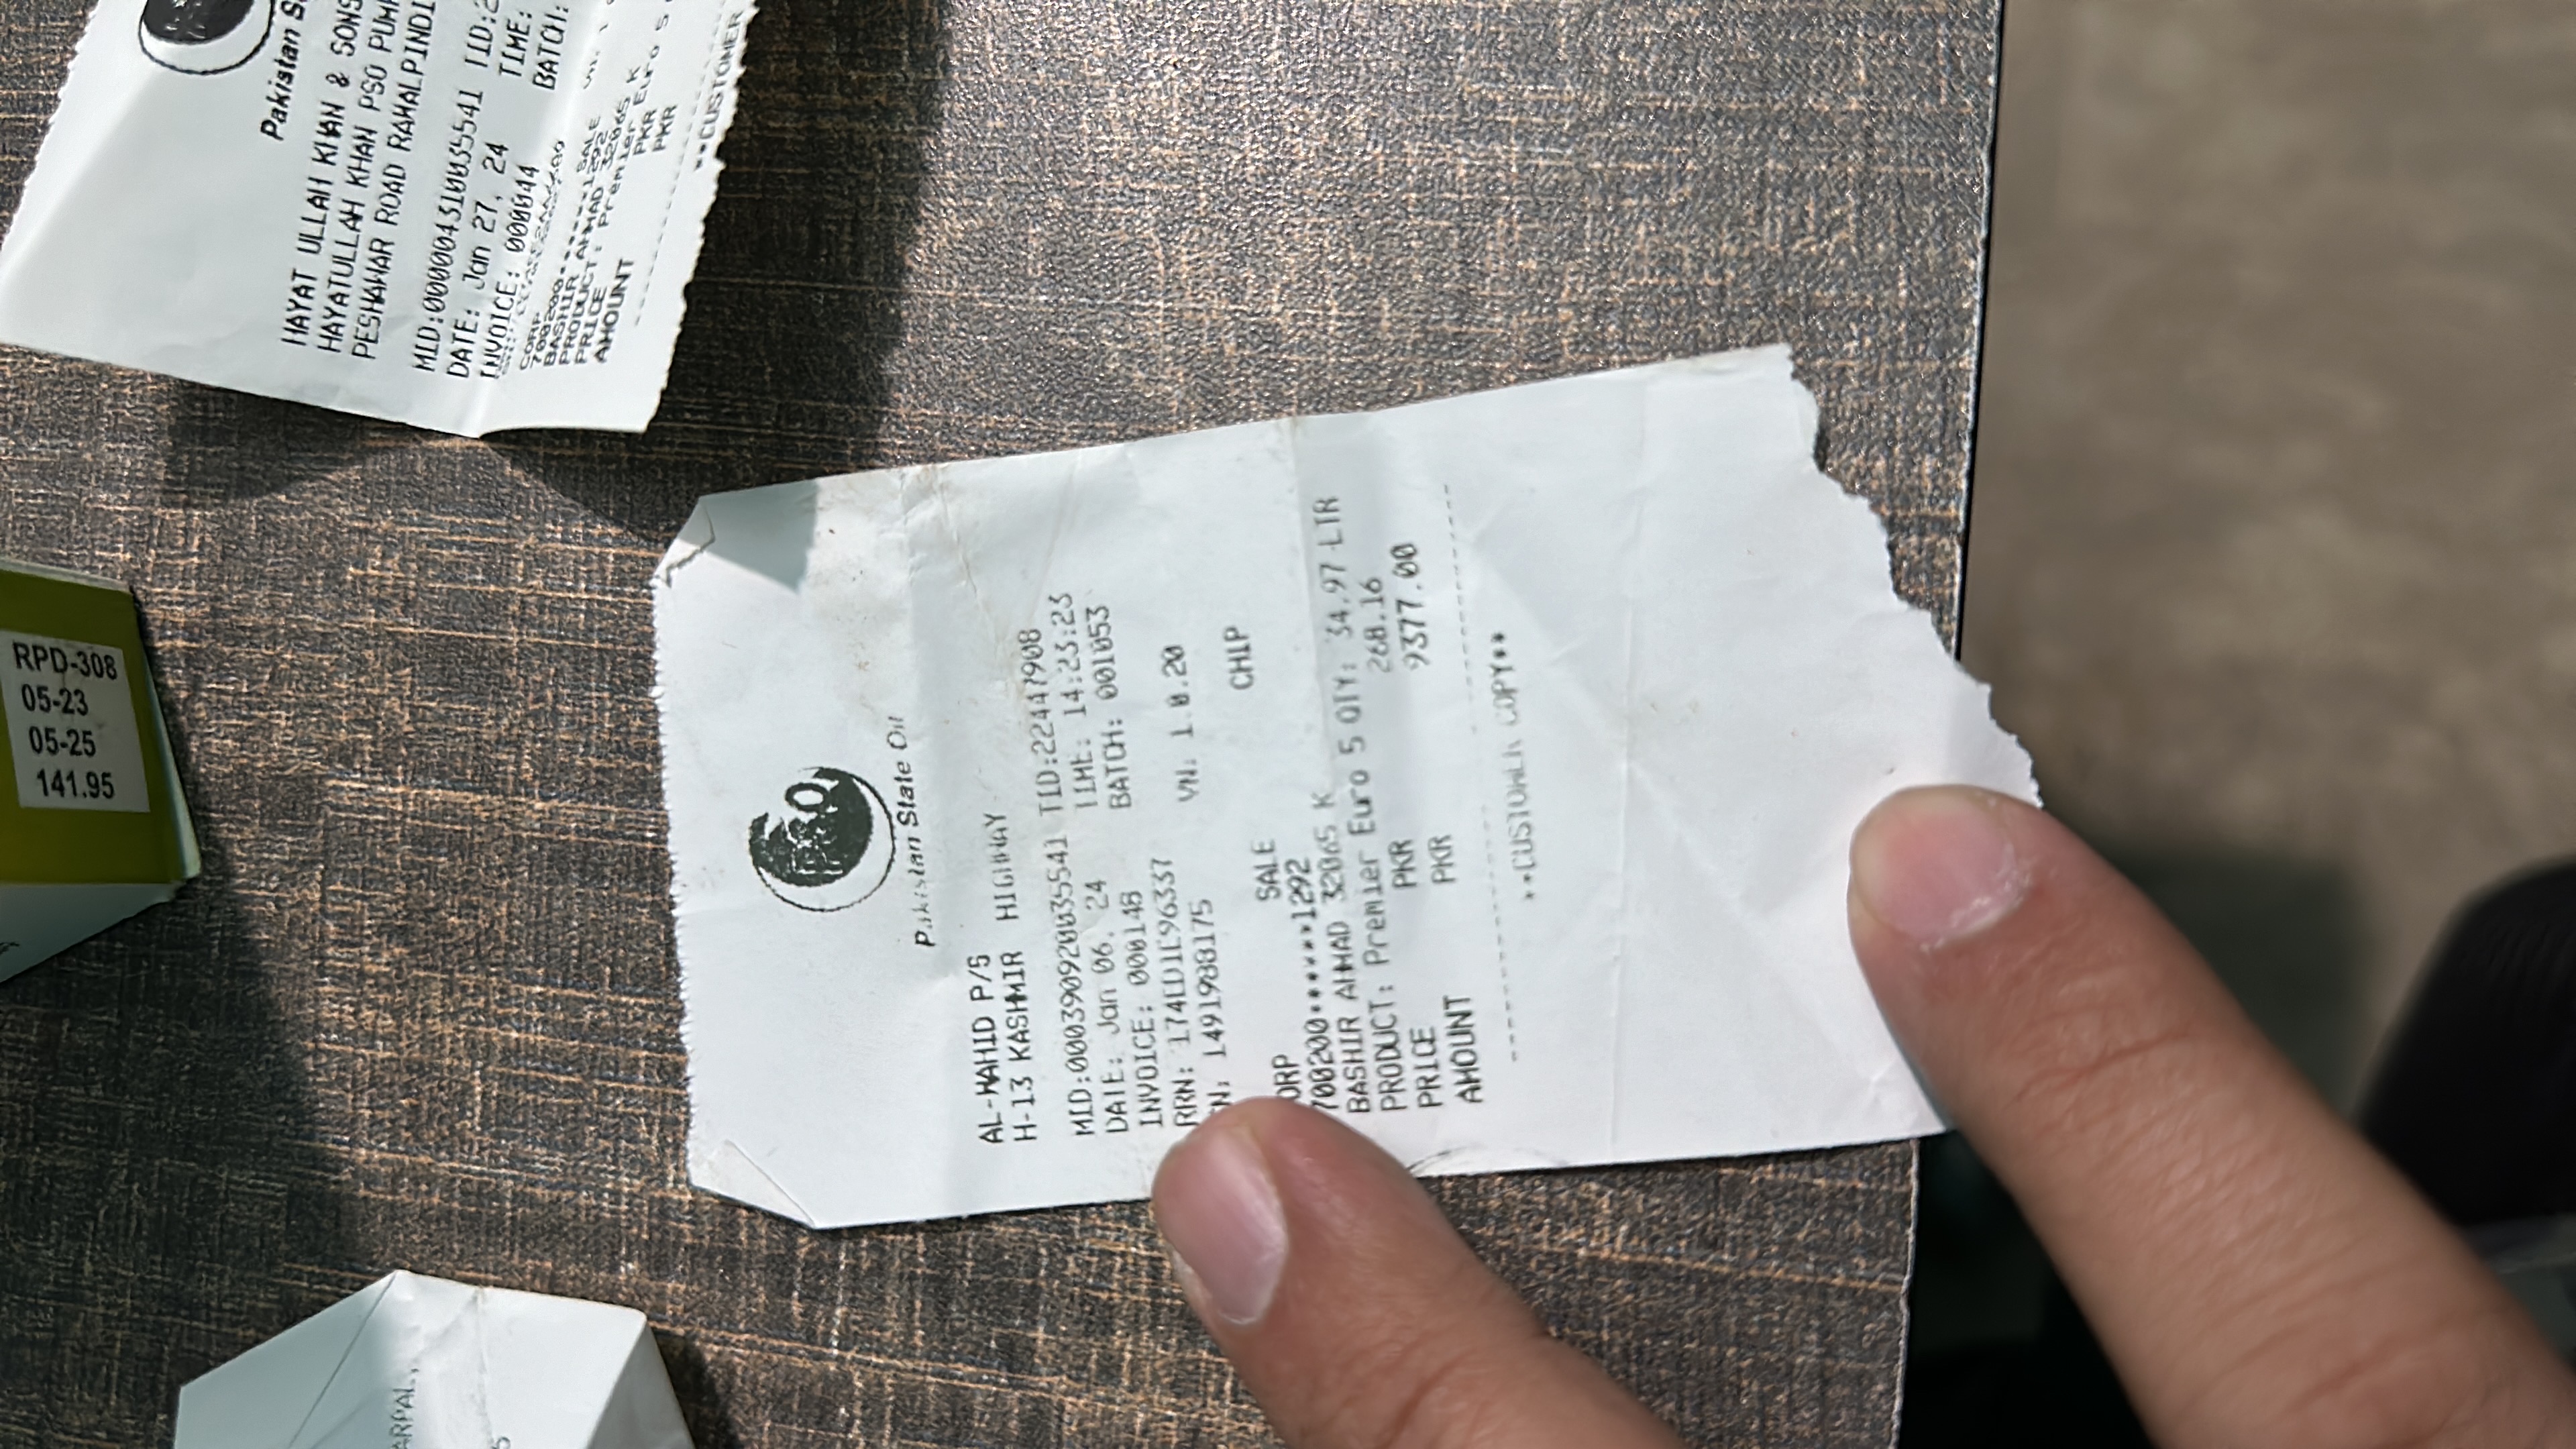 RPD-308
05-23
05-25
141.95
ARPAL,
5
Pakistan S
HAYAT ULLAH KHAN & SONS
HAYATULLAH KHAN PSO PUM
PESHAWAR ROAD RAWALPINDI
MID:000004310035541 TID:2
DATE: Jan 27, 24 TIME:
INVOICE: 000044 BATCH:
CORP SALE
700200******1292
BASHIR AHMAD 32065 K
PRODUCT: Premier Euro 5
PRICE PKR
AMOUNT PKR
**CUSTOMER
PSO
Pakistan State Oil
AL-WAHID P/S
H-13 KASHMIR HIGHWAY
MID:000390920035541 TID:22447908
DATE: Jan 06, 24 TIME: 14:23:23
INVOICE: 000148 BATCH: 001053
RRN: 174ED1E96337
N: 1491988175 VN: 1.0.20
ORP SALE CHIP
700200******1292
BASHIR AHMAD 32065 K
PRODUCT: Premier Euro 5 QTY: 34.97 LTR
PRICE PKR 268.16
AMOUNT PKR 9377.00
**CUSTOMER COPY**